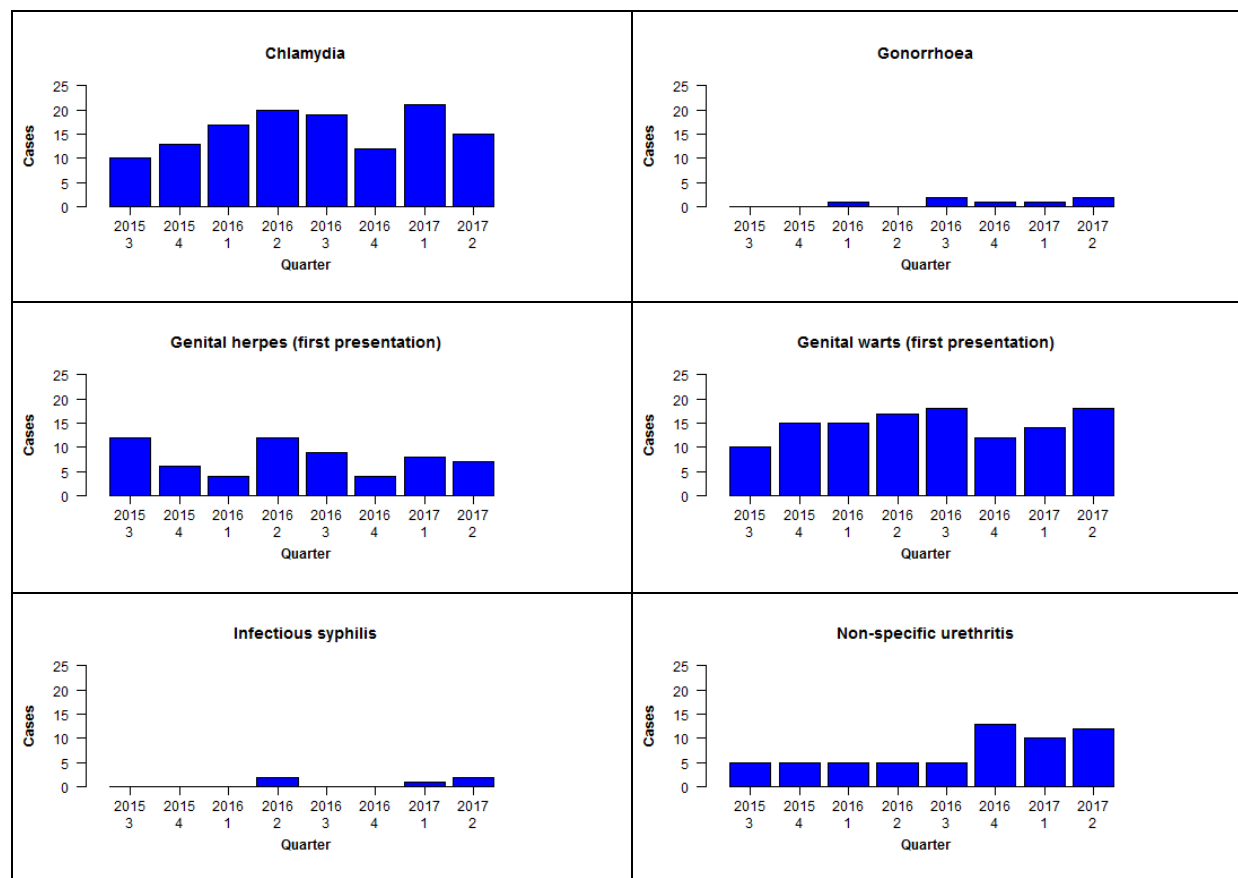 Chlamydia
Cases
25
20
15
10
5
0
2015 2015 2016 2016 2016 2016 2017 2017
3 4 1 2 3 4 1 2
Quarter
Gonorrhoea
Cases
25
20
15
10
5
0
2015 2015 2016 2016 2016 2016 2017 2017
3 4 1 2 3 4 1 2
Quarter
Genital herpes (first presentation)
Cases
25
20
15
10
5
0
2015 2015 2016 2016 2016 2016 2017 2017
3 4 1 2 3 4 1 2
Quarter
Genital warts (first presentation)
Cases
25
20
15
10
5
0
2015 2015 2016 2016 2016 2016 2017 2017
3 4 1 2 3 4 1 2
Quarter
Infectious syphilis
Cases
25
20
15
10
5
0
2015 2015 2016 2016 2016 2016 2017 2017
3 4 1 2 3 4 1 2
Quarter
Non-specific urethritis
Cases
25
20
15
10
5
0
2015 2015 2016 2016 2016 2016 2017 2017
3 4 1 2 3 4 1 2
Quarter